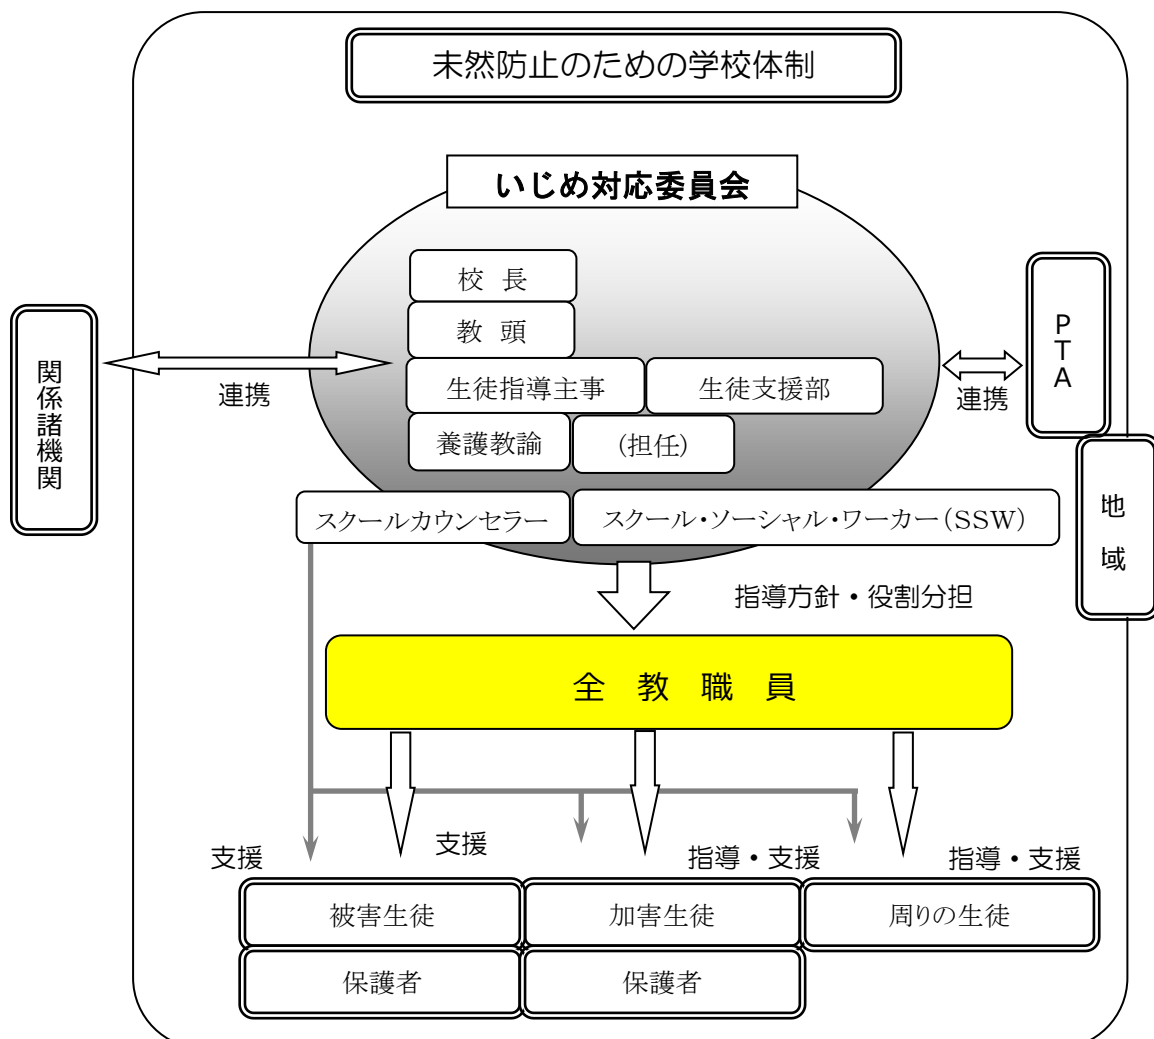 未然防止のための学校体制
いじめ対応委員会
校 長
教 頭
生徒指導主事
生徒支援部
養護教諭
(担任)
スクールカウンセラー
スクール・ソーシャル・ワーカー(SSW)
関係諸機関
連携
連携
PTA
地域
指導方針・役割分担
全 教 職 員
支援
支援
指導・支援
指導・支援
被害生徒
加害生徒
周りの生徒
保護者
保護者